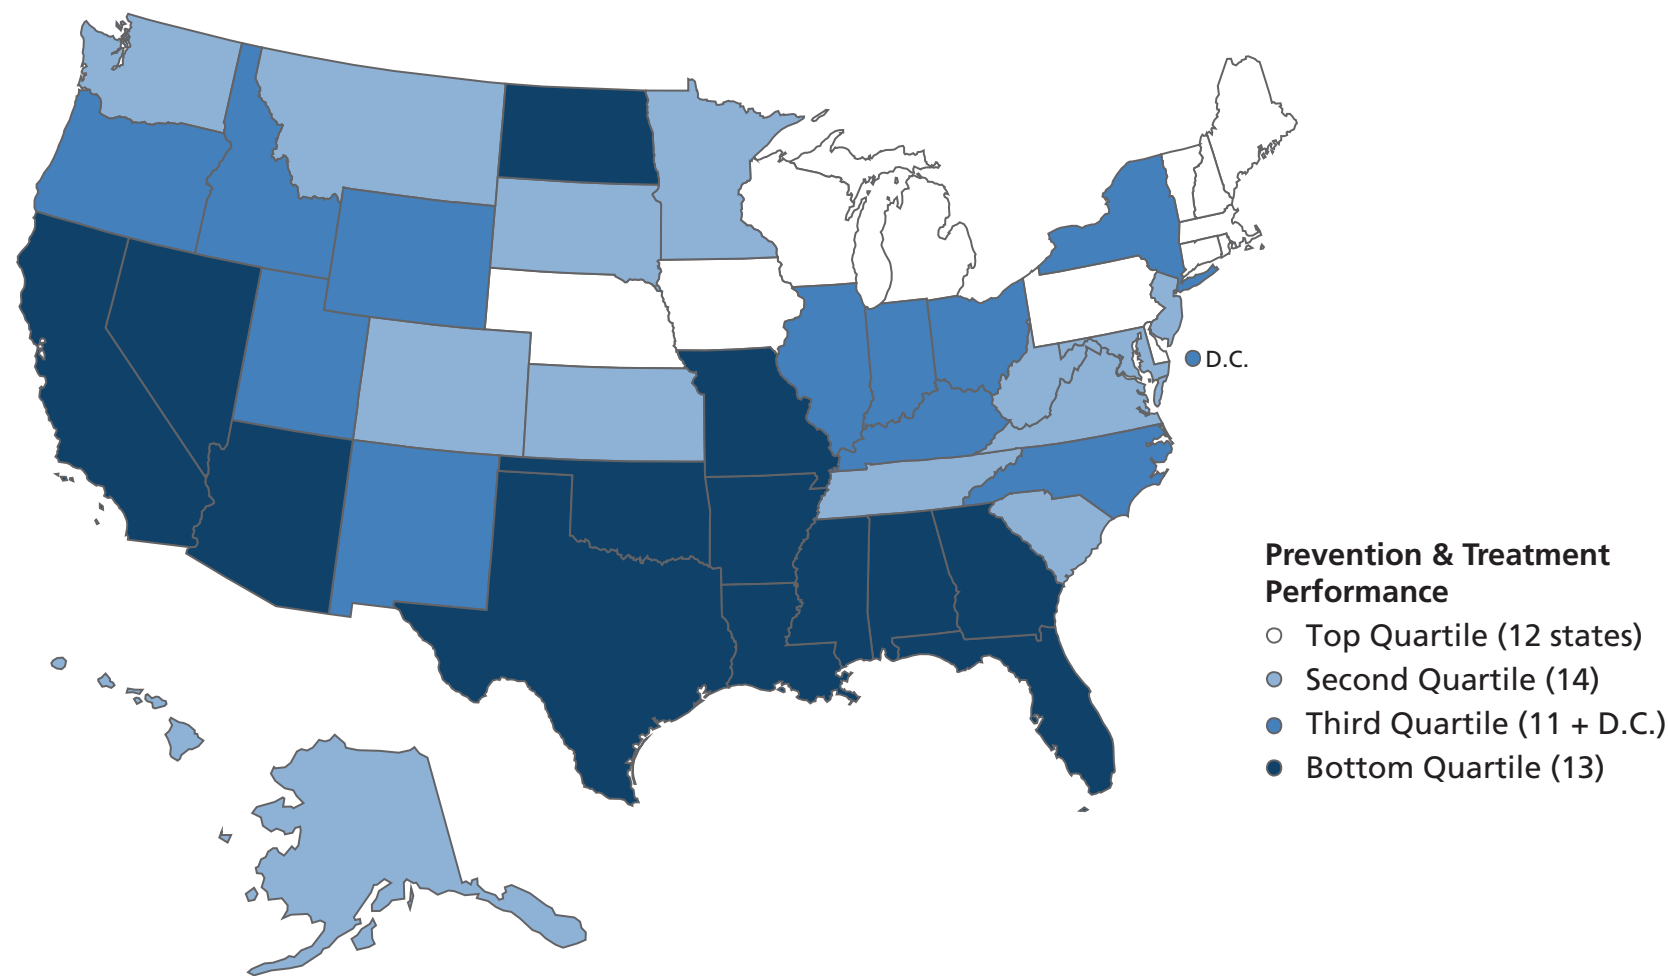 D.C.
Prevention & Treatment
Performance
Top Quartile (12 states)
Second Quartile (14)
Third Quartile (11 + D.C.)
Bottom Quartile (13)